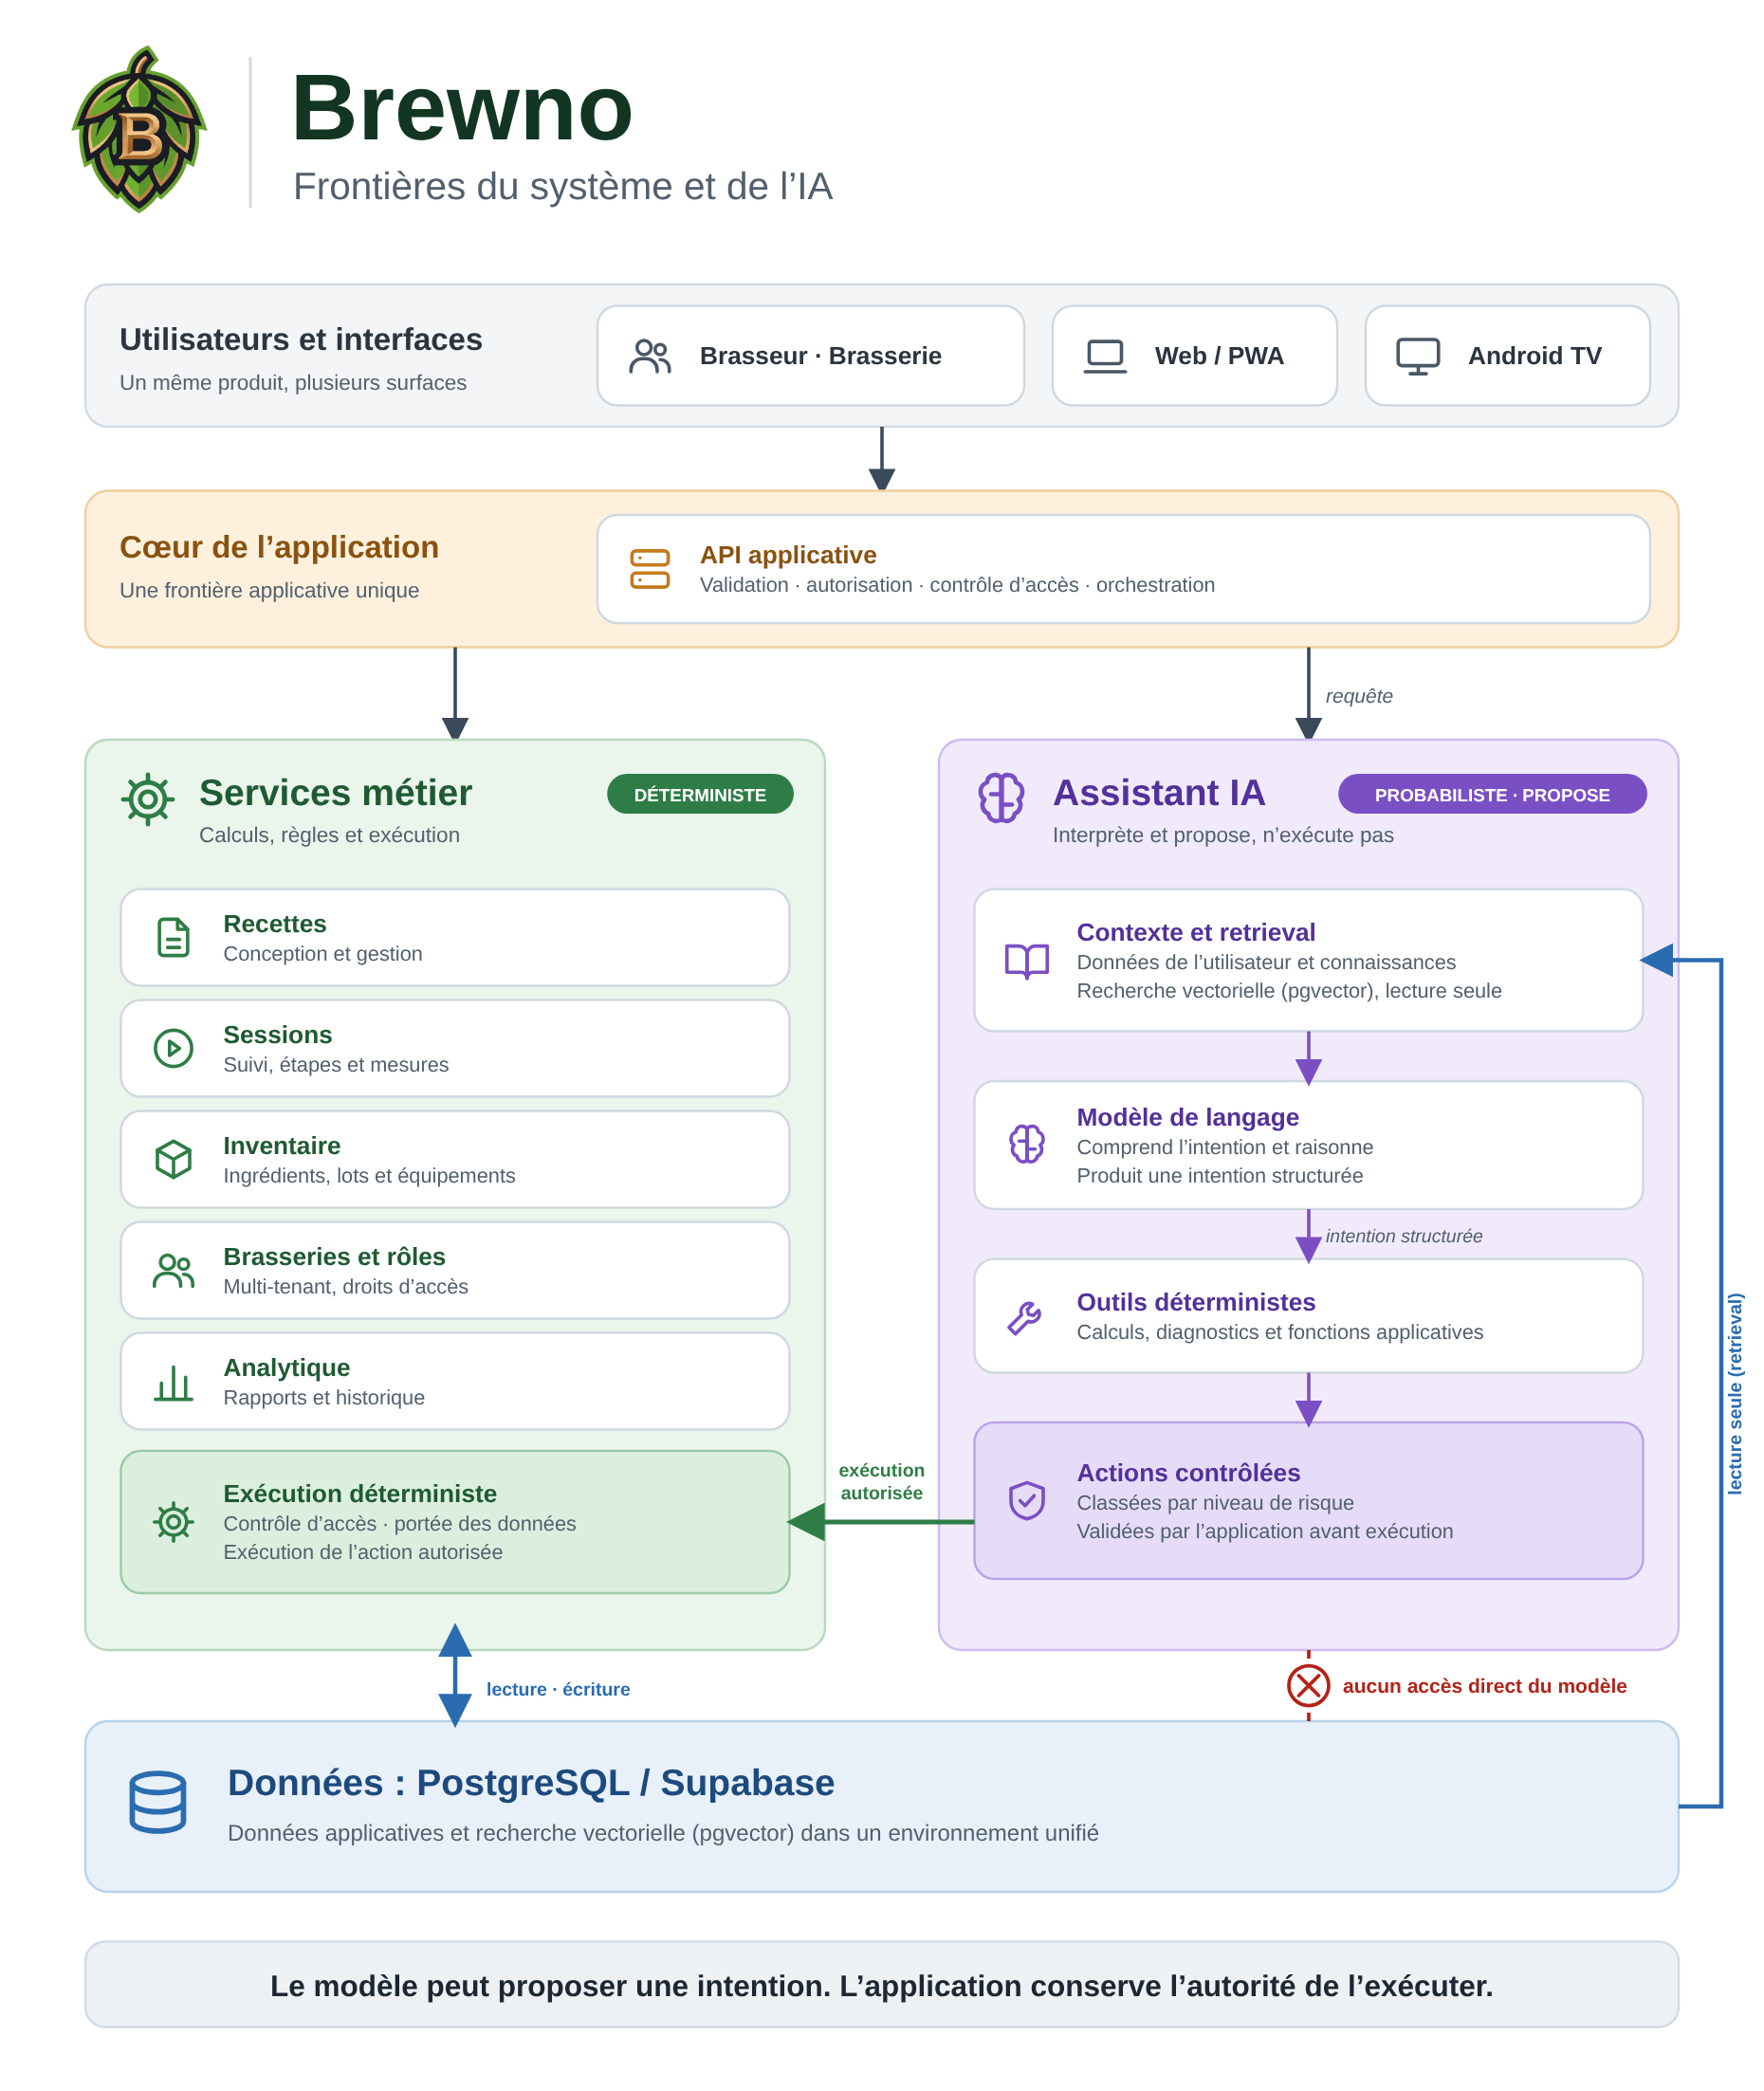 B
Brewno
Frontières du système et de l’IA
Utilisateurs et interfaces
Un même produit, plusieurs surfaces
Brasseur · Brasserie
Web / PWA
Android TV
Cœur de l’application
Une frontière applicative unique
API applicative
Validation · autorisation · contrôle d’accès · orchestration
requête
Services métier
DÉTERMINISTE
Calculs, règles et exécution
Recettes
Conception et gestion
Sessions
Suivi, étapes et mesures
Inventaire
Ingrédients, lots et équipements
Brasseries et rôles
Multi-tenant, droits d’accès
Analytique
Rapports et historique
Exécution déterministe
Contrôle d’accès · portée des données
Exécution de l’action autorisée
exécution
autorisée
Assistant IA
PROBABILISTE · PROPOSE
Interprète et propose, n’exécute pas
Contexte et retrieval
Données de l’utilisateur et connaissances
Recherche vectorielle (pgvector), lecture seule
Modèle de langage
Comprend l’intention et raisonne
Produit une intention structurée
intention structurée
Outils déterministes
Calculs, diagnostics et fonctions applicatives
Actions contrôlées
Classées par niveau de risque
Validées par l’application avant exécution
lecture seule (retrieval)
lecture · écriture
aucun accès direct du modèle
Données : PostgreSQL / Supabase
Données applicatives et recherche vectorielle (pgvector) dans un environnement unifié
Le modèle peut proposer une intention. L’application conserve l’autorité de l’exécuter.